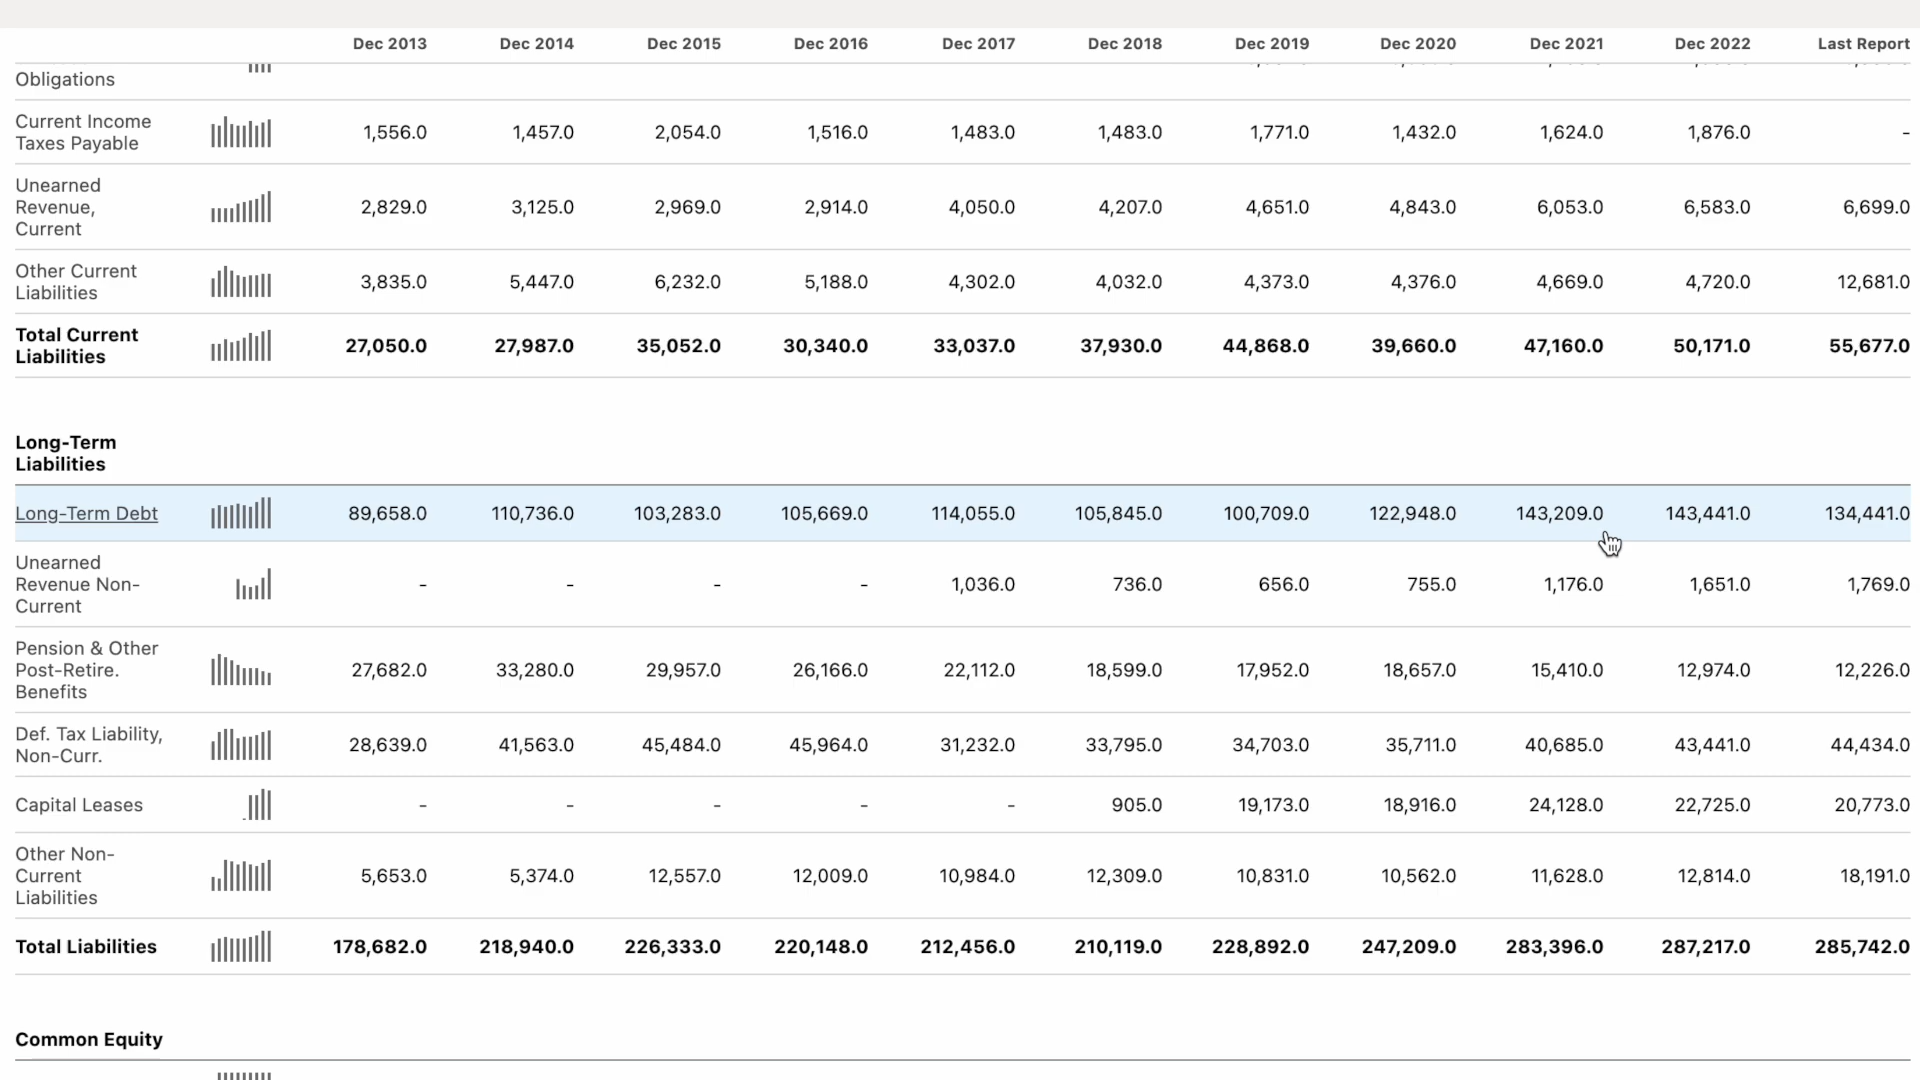 Dec 2013 Dec 2014 Dec 2015 Dec 2016 Dec 2017 Dec 2018 Dec 2019 Dec 2020 Dec 2021 Dec 2022 Last Report
Obligations
Current Income
Taxes Payable 1,556.0 1,457.0 2,054.0 1,516.0 1,483.0 1,483.0 1,771.0 1,432.0 1,624.0 1,876.0 -
Unearned
Revenue, 2,829.0 3,125.0 2,969.0 2,914.0 4,050.0 4,207.0 4,651.0 4,843.0 6,053.0 6,583.0 6,699.0
Current
Other Current
Liabilities 3,835.0 5,447.0 6,232.0 5,188.0 4,302.0 4,032.0 4,373.0 4,376.0 4,669.0 4,720.0 12,681.0
Total Current
Liabilities 27,050.0 27,987.0 35,052.0 30,340.0 33,037.0 37,930.0 44,868.0 39,660.0 47,160.0 50,171.0 55,677.0
Long-Term
Liabilities
Long-Term Debt 89,658.0 110,736.0 103,283.0 105,669.0 114,055.0 105,845.0 100,709.0 122,948.0 143,209.0 143,441.0 134,441.0
Unearned
Revenue Non- - - - - 1,036.0 736.0 656.0 755.0 1,176.0 1,651.0 1,769.0
Current
Pension & Other
Post-Retire. 27,682.0 33,280.0 29,957.0 26,166.0 22,112.0 18,599.0 17,952.0 18,657.0 15,410.0 12,974.0 12,226.0
Benefits
Def. Tax Liability,
Non-Curr. 28,639.0 41,563.0 45,484.0 45,964.0 31,232.0 33,795.0 34,703.0 35,711.0 40,685.0 43,441.0 44,434.0
Capital Leases - - - - - 905.0 19,173.0 18,916.0 24,128.0 22,725.0 20,773.0
Other Non-
Current 5,653.0 5,374.0 12,557.0 12,009.0 10,984.0 12,309.0 10,831.0 10,562.0 11,628.0 12,814.0 18,191.0
Liabilities
Total Liabilities 178,682.0 218,940.0 226,333.0 220,148.0 212,456.0 210,119.0 228,892.0 247,209.0 283,396.0 287,217.0 285,742.0
Common Equity